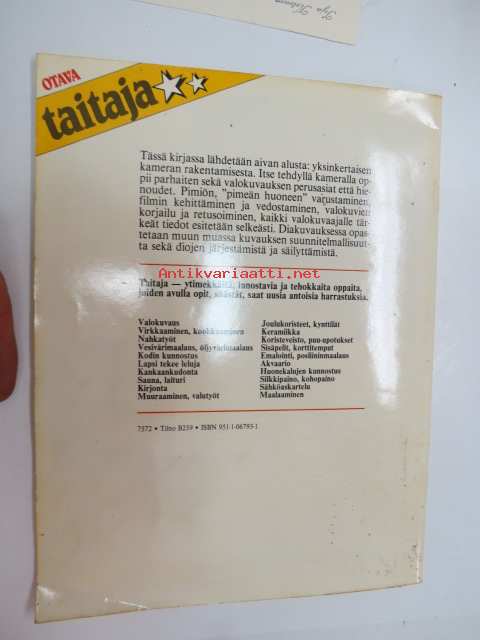 OTAVA
taitaja
Tässä kirjassa lähdetään aivan alusta: yksinkertaisen
kameran rakentamisesta. Itse tehdyllä kameralla op-
pii parhaiten sekä valokuvauksen perusasiat että hie-
noudet. Pimiön, "pimeän huoneen" varustaminen,
filmin kehittäminen ja vedostaminen, valokuvien
korjailu ja retusoiminen, kaikki valokuvaajalle tär-
keät tiedot esitetään selkeästi. Diakuvauksessa opas-
tetaan muun muassa kuvauksen suunnitelmallisuut-
ta sekä diojen järjestämistä ja säilyttämistä.
Antikvariaatti.net
Taitaja — ytimekkäitä, innostavia ja tehokkaita oppaita,
joiden avulla opit, säästät, saat uusia antoisia harrastuksia.
Valokuvaus
Virkkaaminen, koukkuaminen
Nahkatyöt
Vesivärimaalaus, öljyvärimaalaus
Kodin kunnostus
Lapsi tekee leluja
Kankaankudonta
Sauna, laituri
Kirjonta
Muuraaminen, valutyöt
Joulukoristeet, kynttilät
Keramiikka
Koristeveisto, puu-upotukset
Sisäpelit, korttitemput
Emalointi, posliininmaalaus
Akvaario
Huonekalujen kunnostus
Silkkipaino, kohopaino
Sähköaskartelu
Maalaaminen
7572 • Tilno B259 • ISBN 951-1-06793-1